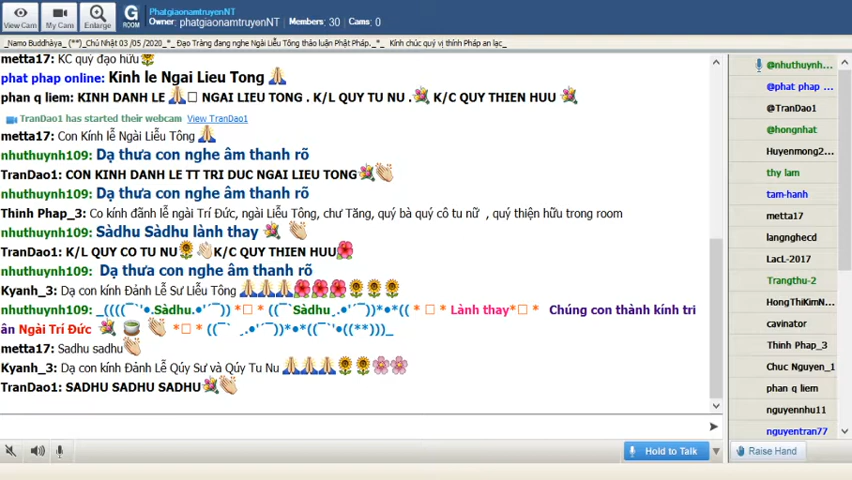 View Cam
My Cam
Enlarge
G
ROOM
PhatgiaonamtruyenNT
Owner: phatgiaonamtruyenNT Members: 30 Cams: 0
_Namo Buddhàya_ (**)_Chủ Nhật 03 /05 /2020_*_ Đạo Tràng đang nghe Ngài Liễu Tông thảo luận Phật Pháp._*_ Kính chúc quý vị thính Pháp an lạc_
metta17: KC quý đạo hữu
phat phap online: Kinh le Ngai Lieu Tong
phan q liem: KINH DANH LE NGAI LIEU TONG . K/L QUY TU NU . K/C QUY THIEN HUU
TranDao1 has started their webcam View TranDao1
metta17: Con Kính lễ Ngài Liễu Tông
nhuthuynh109: Dạ thưa con nghe âm thanh rõ
TranDao1: CON KINH DANH LE TT TRI DUC NGAI LIEU TONG
nhuthuynh109: Dạ thưa con nghe âm thanh rõ
Thinh Phap_3: Co kính đãnh lễ ngài Trí Đức, ngài Liễu Tông, chư Tăng, quý bà quý cô tu nữ , quý thiện hữu trong room
nhuthuynh109: Sàdhu Sàdhu lành thay
TranDao1: K/L QUY CO TU NU K/C QUY THIEN HUU
nhuthuynh109: Dạ thưa con nghe âm thanh rõ
Kyanh_3: Dạ con kính Đảnh Lễ Sư Liễu Tông
nhuthuynh109: _((((¯`'•.Sàdhu.•'´¯)) *□ * ((¯`Sàdhu¸.•'´¯))*•*(( * □ * Lành thay*□ * Chúng con thành kính tri
ân Ngài Trí Đức *□ * ((¯` ¸.•'´¯))*•*((¯`'•((**)))_
metta17: Sadhu sadhu
Kyanh_3: Dạ con kính Đảnh Lễ Qúy Sư và Qúy Tu Nu
TranDao1: SADHU SADHU SADHU
Hold to Talk
@nhuthuynh...
@phat phap ...
@TranDao1
@hongnhat
Huyenmong2...
thy lam
tam-hanh
metta17
langnghecd
LacL-2017
Trangthu-2
HongThiKimN...
cavinator
Thinh Phap_3
Chuc Nguyen_1
phan q liem
nguyennhu11
nguyentran77
Raise Hand